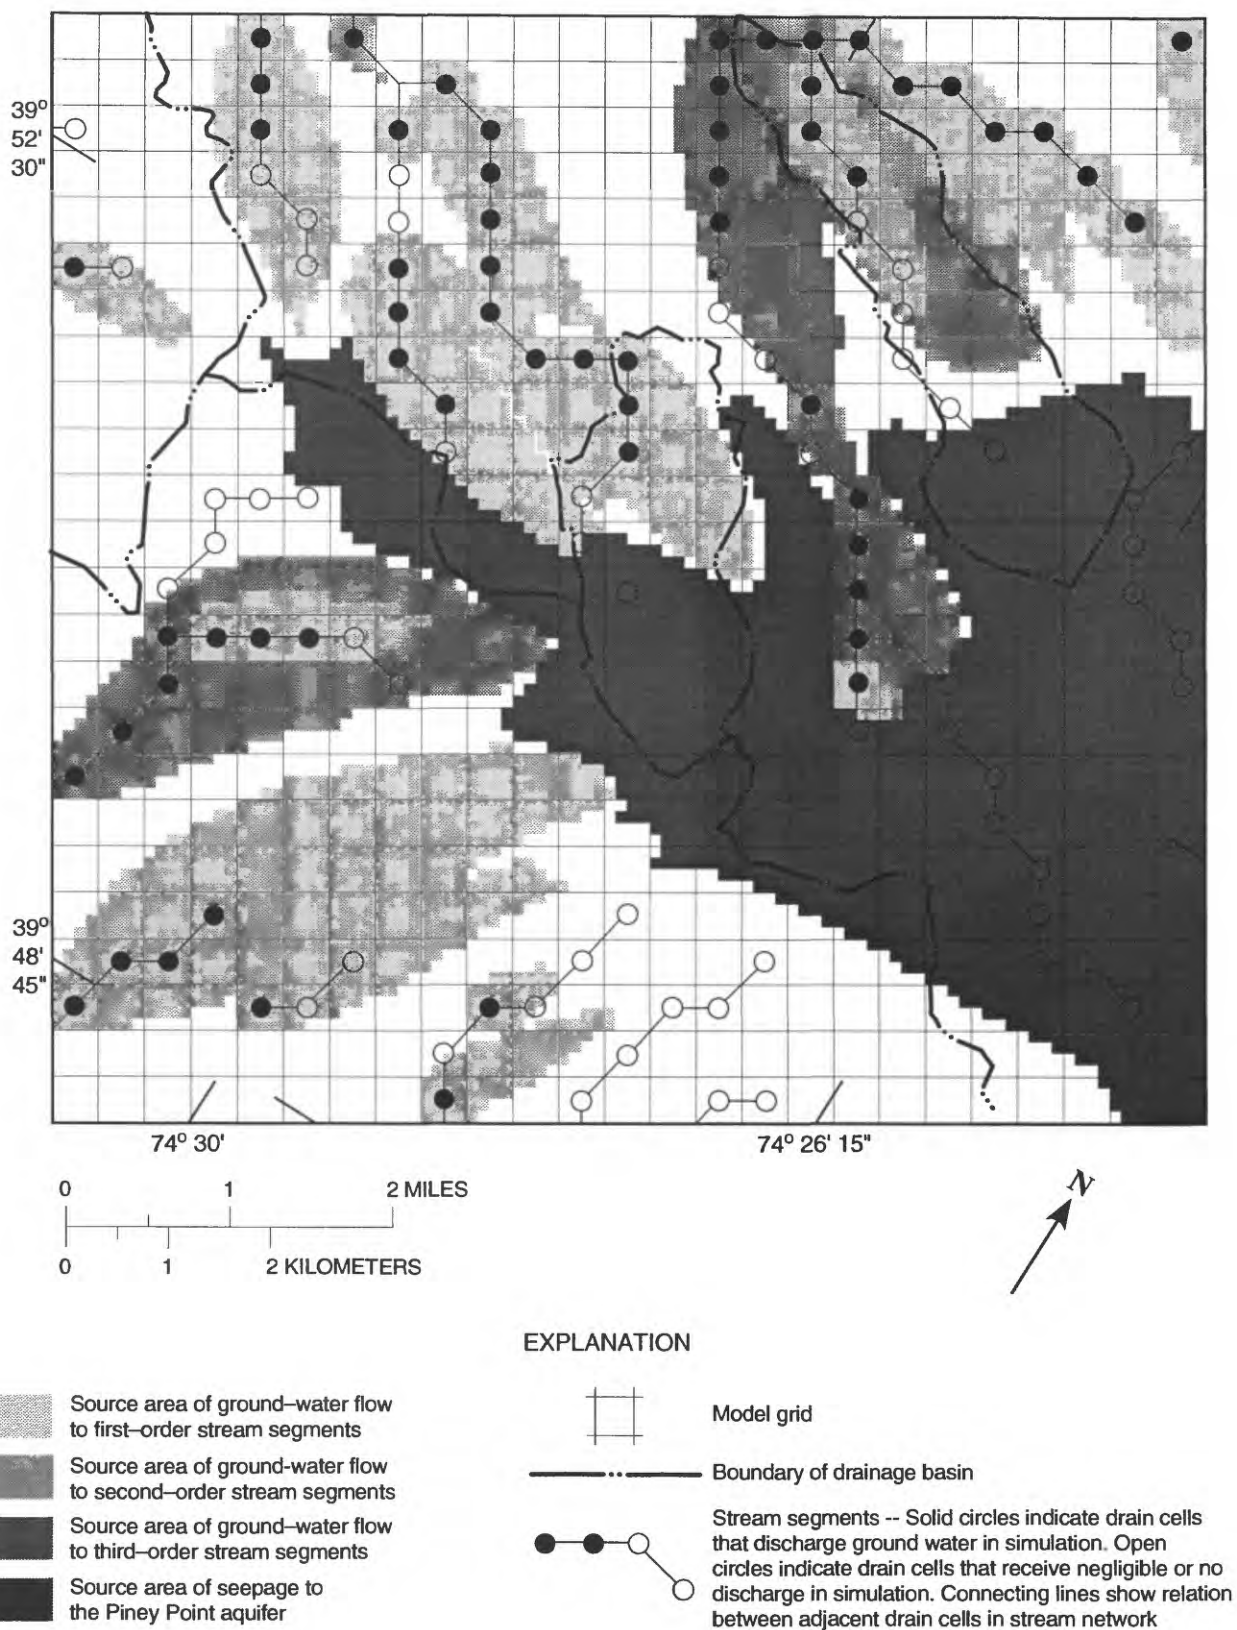 39°
52'
30"
39°
48'
45"
74° 30'
74° 26' 15"
0 1 2 MILES
0 1 2 KILOMETERS
N
EXPLANATION
Source area of ground–water flow
to first–order stream segments
Source area of ground-water flow
to second–order stream segments
Source area of ground–water flow
to third–order stream segments
Source area of seepage to
the Piney Point aquifer
Model grid
Boundary of drainage basin
Stream segments -- Solid circles indicate drain cells
that discharge ground water in simulation. Open
circles indicate drain cells that receive negligible or no
discharge in simulation. Connecting lines show relation
between adjacent drain cells in stream network